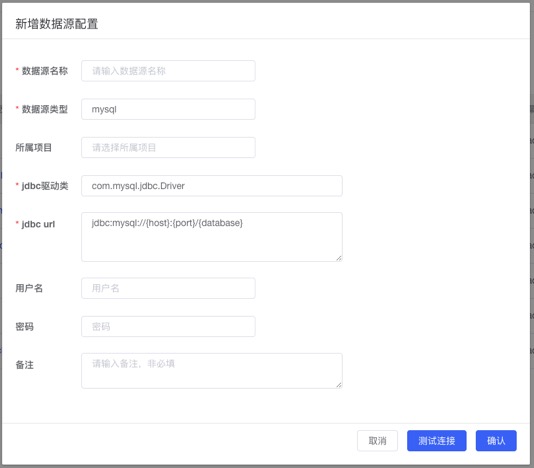 新增数据源配置
* 数据源名称 请输入数据源名称
* 数据源类型 mysql
所属项目 请选择所属项目
* jdbc驱动类 com.mysql.jdbc.Driver
* jdbc url jdbc:mysql://{host}:{port}/{database}
用户名 用户名
密码 密码
备注 请输入备注，非必填
取消 测试连接 确认